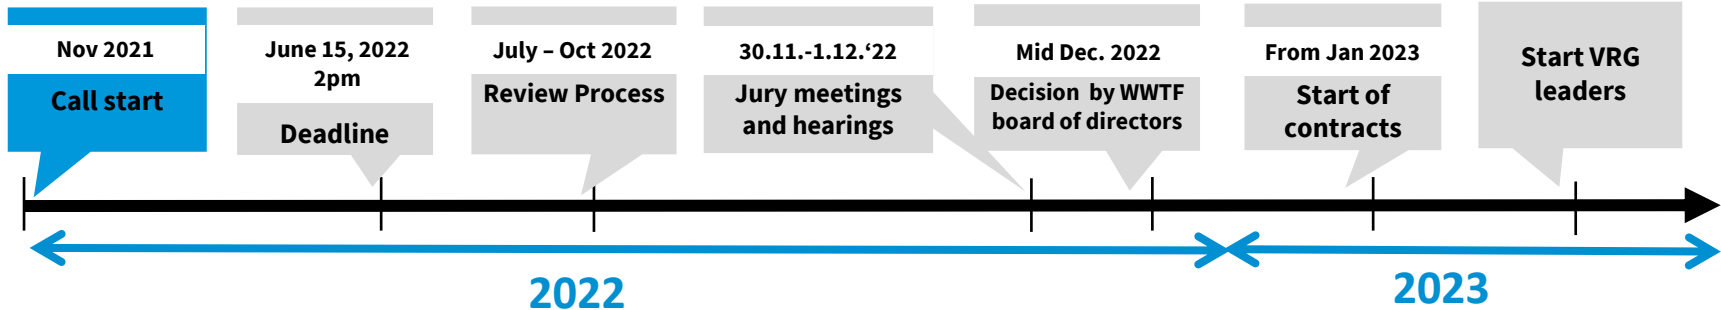 Nov 2021
Call start
June 15, 2022
2pm
Deadline
July – Oct 2022
Review Process
30.11.-1.12.‘22
Jury meetings
and hearings
Mid Dec. 2022
Decision  by WWTF
board of directors
From Jan 2023
Start of
contracts
Start VRG
leaders
2022
2023